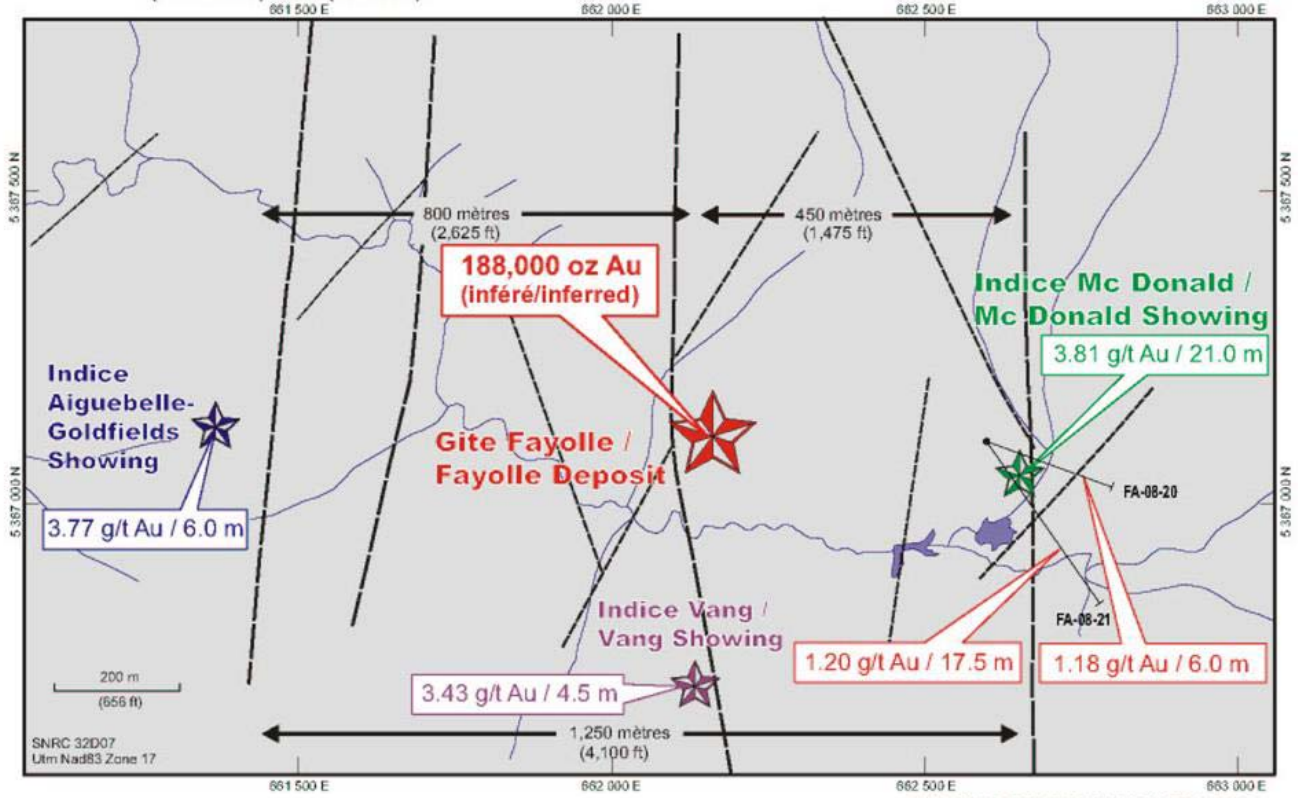 661 500 E
662 000 E
662 500 E
663 000 E
5 367 500 N
5 367 500 N
800 mètres
(2,625 ft)
450 mètres
(1,475 ft)
188,000 oz Au
(inféré/inferred)
Indice Mc Donald /
Mc Donald Showing
3.81 g/t Au / 21.0 m
Indice
Aiguebelle-
Goldfields
Showing
Gite Fayolle /
Fayolle Deposit
3.77 g/t Au / 6.0 m
5 367 000 N
5 367 000 N
FA-08-20
FA-08-21
Indice Vang /
Vang Showing
1.20 g/t Au / 17.5 m
1.18 g/t Au / 6.0 m
3.43 g/t Au / 4.5 m
200 m
(656 ft)
1,250 mètres
(4,100 ft)
SNRC 32D07
Utm Nad83 Zone 17
661 500 E
662 000 E
662 500 E
663 000 E